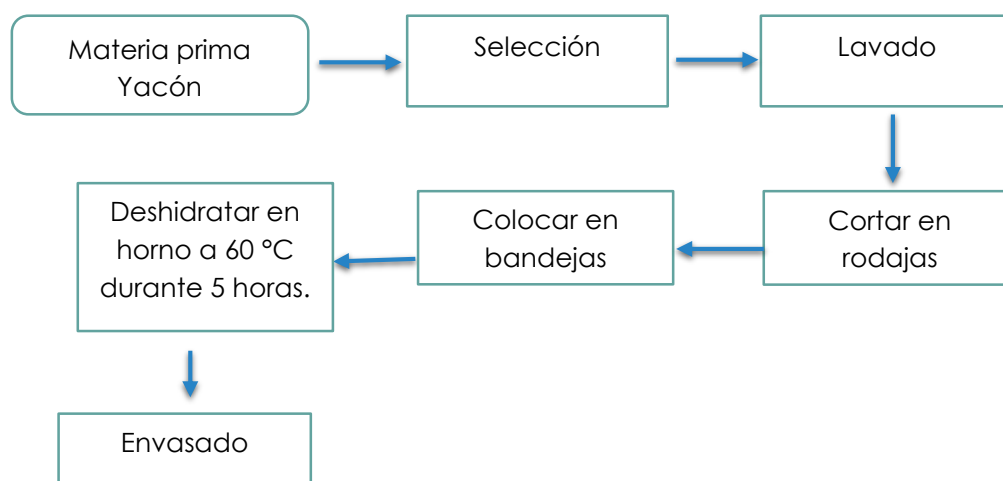 Materia prima
Yacón
Selección
Lavado
Cortar en
rodajas
Colocar en
bandejas
Deshidratar en
horno a 60 °C
durante 5 horas.
Envasado